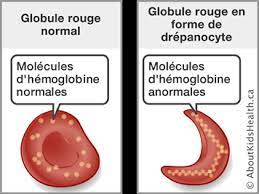 Globule rouge
normal
Molécules
d'hémoglobine
normales
Globule rouge en
forme de
drépanocyte
Molécules
d'hémoglobine
anormales
© AboutKidsHealth.ca